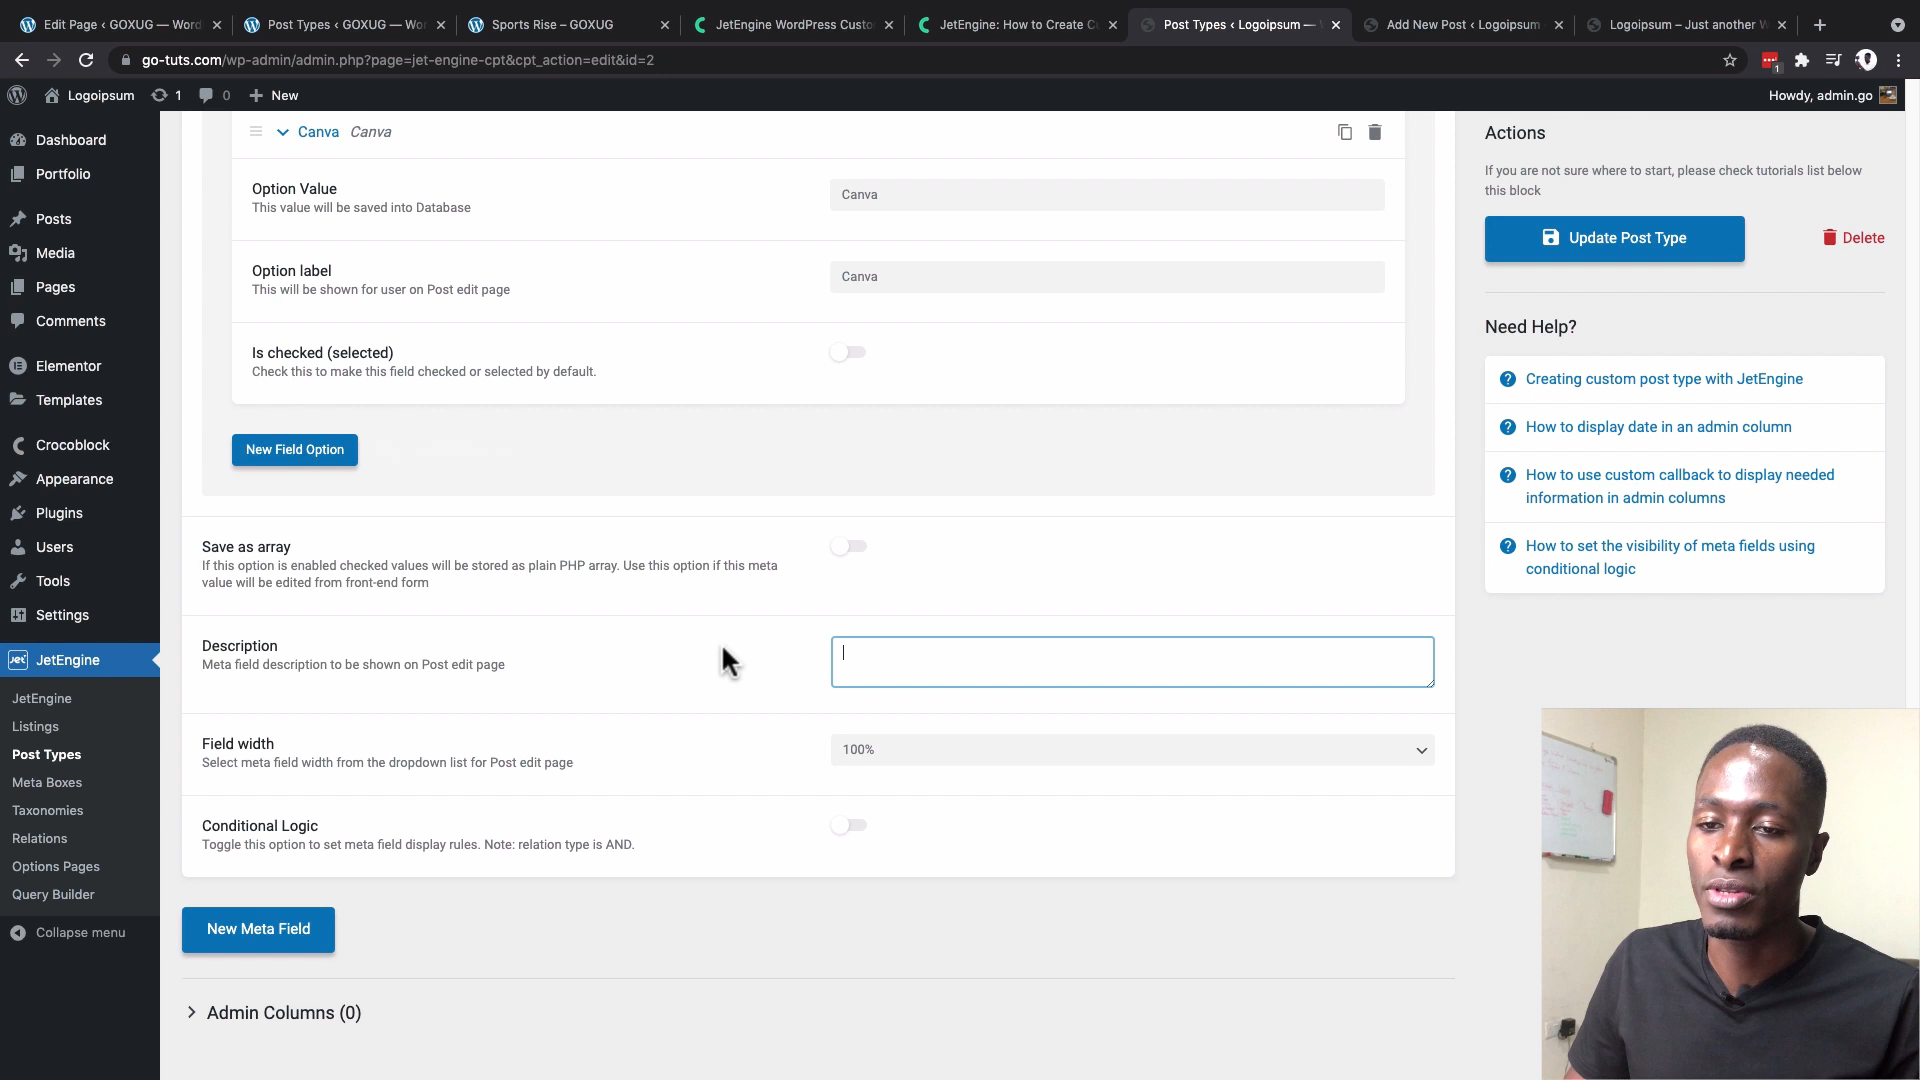 Edit Page ‹ GOXUG — Word
Post Types ‹ GOXUG — Wor
Sports Rise – GOXUG
JetEngine WordPress Custo
JetEngine: How to Create Cu
Post Types ‹ Logoipsum —
Add New Post ‹ Logoipsum
Logoipsum – Just another W
go-tuts.com/wp-admin/admin.php?page=jet-engine-cpt&cpt_action=edit&id=2
1
Logoipsum
1
0
New
Howdy, admin.go
Dashboard
Portfolio
Posts
Media
Pages
Comments
Elementor
Templates
Crocoblock
Appearance
Plugins
Users
Tools
Settings
Jet
JetEngine
JetEngine
Listings
Post Types
Meta Boxes
Taxonomies
Relations
Options Pages
Query Builder
Collapse menu
Canva Canva
Option Value
This value will be saved into Database
Canva
Option label
This will be shown for user on Post edit page
Canva
Is checked (selected)
Check this to make this field checked or selected by default.
New Field Option
Save as array
If this option is enabled checked values will be stored as plain PHP array. Use this option if this meta
value will be edited from front-end form
Description
Meta field description to be shown on Post edit page
Field width
Select meta field width from the dropdown list for Post edit page
100%
Conditional Logic
Toggle this option to set meta field display rules. Note: relation type is AND.
New Meta Field
Admin Columns (0)
Actions
If you are not sure where to start, please check tutorials list below
this block
Update Post Type
Delete
Need Help?
Creating custom post type with JetEngine
How to display date in an admin column
How to use custom callback to display needed
information in admin columns
How to set the visibility of meta fields using
conditional logic